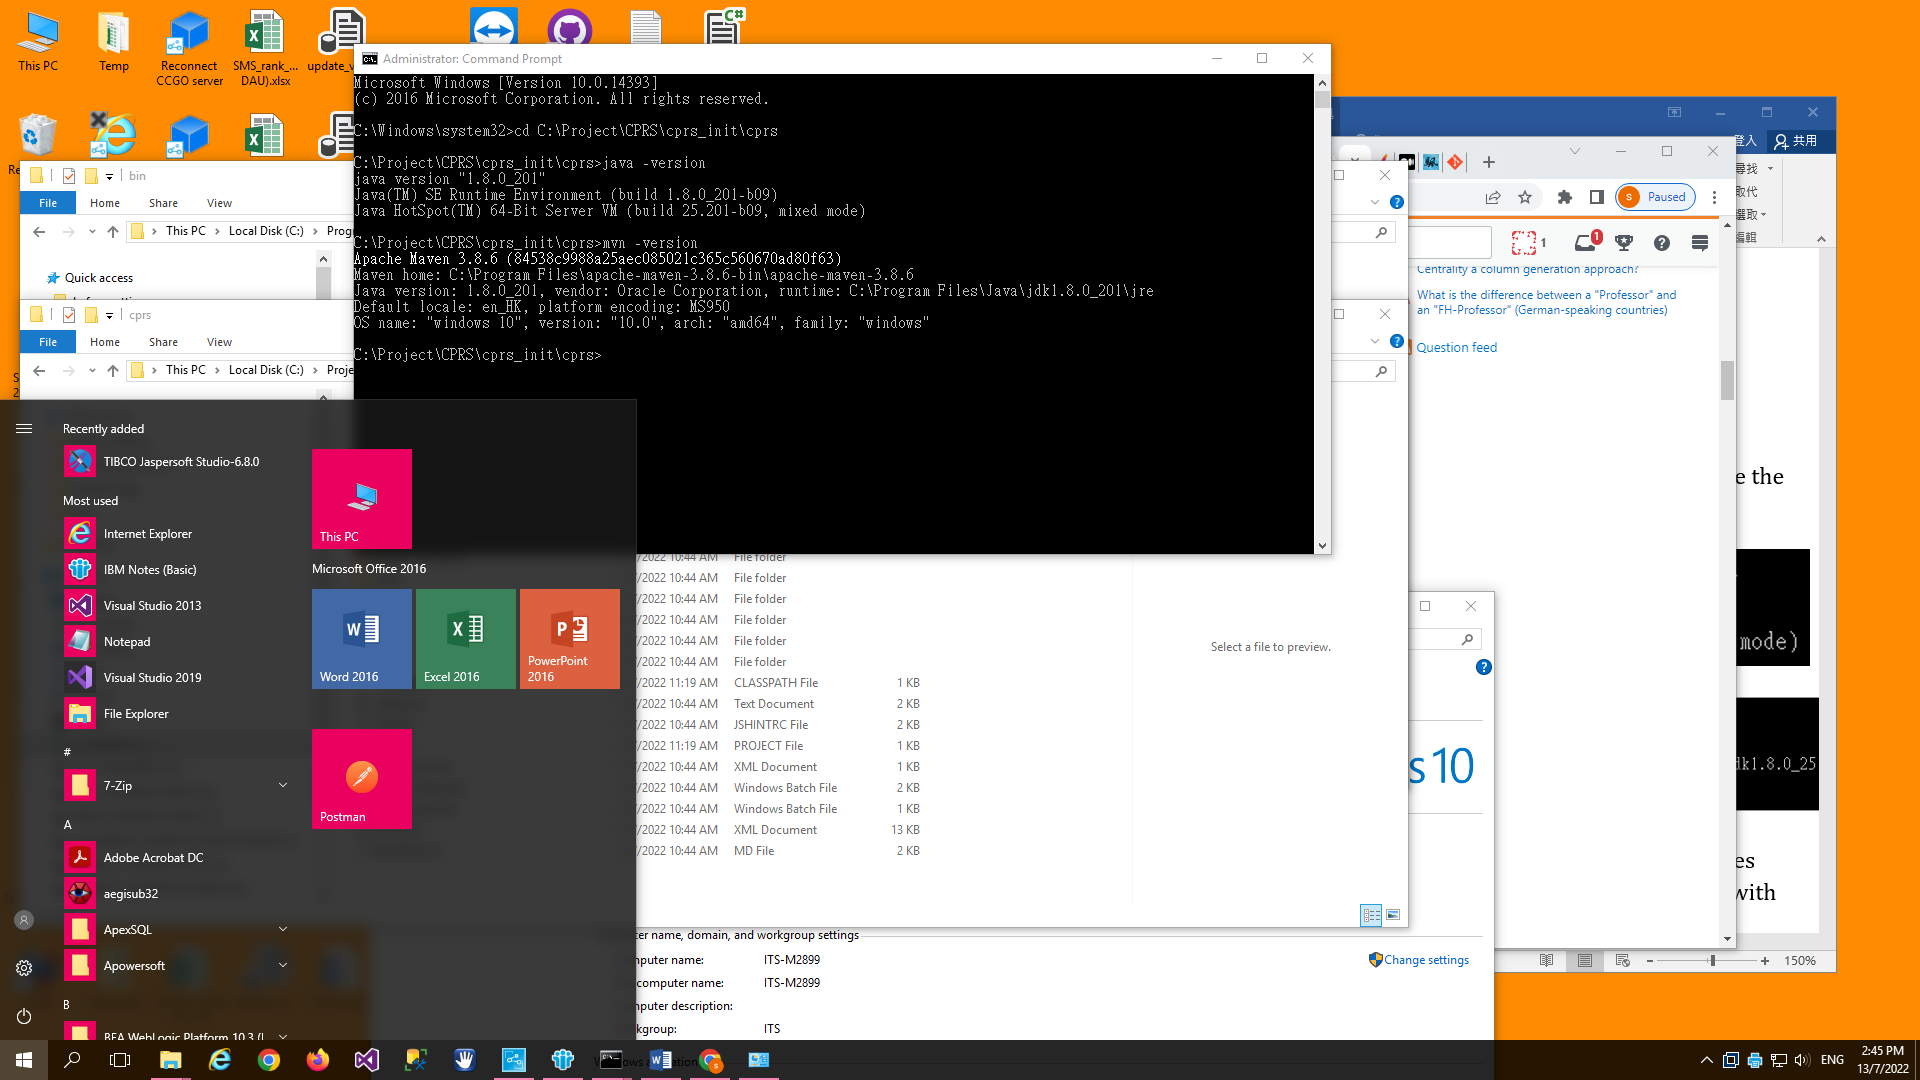 This PC
Temp
Reconnect
CCGO server
SMS_rank_...
DAU).xlsx
update_v
Administrator: Command Prompt
Microsoft Windows [Version 10.0.14393]
(c) 2016 Microsoft Corporation. All rights reserved.
C:\Windows\system32>cd C:\Project\CPRS\cprs_init\cprs
C:\Project\CPRS\cprs_init\cprs>java -version
java version "1.8.0_201"
Java(TM) SE Runtime Environment (build 1.8.0_201-b09)
Java HotSpot(TM) 64-Bit Server VM (build 25.201-b09, mixed mode)
C:\Project\CPRS\cprs_init\cprs>mvn -version
Apache Maven 3.8.6 (84538c9988a25aec085021c365c560670ad80f63)
Maven home: C:\Program Files\apache-maven-3.8.6-bin\apache-maven-3.8.6
Java version: 1.8.0_201, vendor: Oracle Corporation, runtime: C:\Program Files\Java\jdk1.8.0_201\jre
Default locale: en_HK, platform encoding: MS950
OS name: "windows 10", version: "10.0", arch: "amd64", family: "windows"
C:\Project\CPRS\cprs_init\cprs>
bin
File Home Share View
This PC > Local Disk (C:) > Prog
Quick access
cprs
File Home Share View
This PC > Local Disk (C:) > Proje
登入 共用
尋找
取代
選取
編輯
S Paused
1
1
Centrality a column generation approach?
What is the difference between a "Professor" and
an "FH-Professor" (German-speaking countries)
Question feed
e the
mode)
dk1.8.0_25
es
with
150%
Recently added
TIBCO Jaspersoft Studio-6.8.0
Most used
Internet Explorer
IBM Notes (Basic)
Visual Studio 2013
Notepad
Visual Studio 2019
File Explorer
#
7-Zip
A
Adobe Acrobat DC
aegisub32
ApexSQL
Apowersoft
B
BEA WebLogic Platform 10.3 (
This PC
Microsoft Office 2016
Word 2016
Excel 2016
PowerPoint
2016
Postman
/2022 10:44 AM File folder
/2022 10:44 AM File folder
/2022 10:44 AM File folder
/2022 10:44 AM File folder
/2022 10:44 AM File folder
/2022 10:44 AM File folder
/2022 11:19 AM CLASSPATH File 1 KB
/2022 10:44 AM Text Document 2 KB
/2022 10:44 AM JSHINTRC File 2 KB
/2022 11:19 AM PROJECT File 1 KB
/2022 10:44 AM XML Document 1 KB
/2022 10:44 AM Windows Batch File 2 KB
/2022 10:44 AM Windows Batch File 1 KB
/2022 10:44 AM XML Document 13 KB
/2022 10:44 AM MD File 2 KB
Select a file to preview.
s 10
name, domain, and workgroup settings
mputer name: ITS-M2899
computer name: ITS-M2899
mputer description:
kgroup: ITS
Change settings
ENG
2:45 PM
13/7/2022